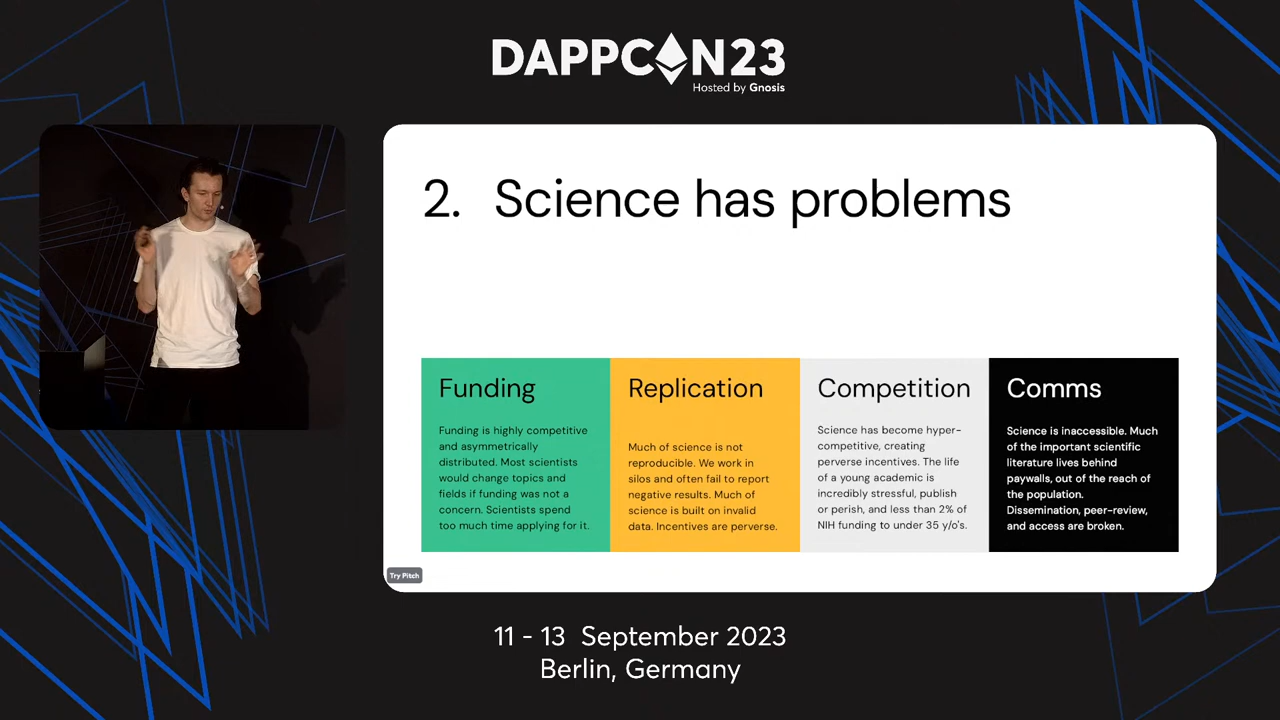 DAPPCON23
Hosted by Gnosis
2. Science has problems
Funding
Funding is highly competitive
and asymmetrically
distributed. Most scientists
would change topics and
fields if funding was not a
concern. Scientists spend
too much time applying for it.
Replication
Much of science is not
reproducible. We work in
silos and often fail to report
negative results. Much of
science is built on invalid
data. Incentives are perverse.
Competition
Science has become hyper-
competitive, creating
perverse incentives. The life
of a young academic is
incredibly stressful, publish
or perish, and less than 2% of
NIH funding to under 35 y/o's.
Comms
Science is inaccessible. Much
of the important scientific
literature lives behind
paywalls, out of the reach of
the population.
Dissemination, peer-review,
and access are broken.
Try Pitch
11 - 13 September 2023
Berlin, Germany